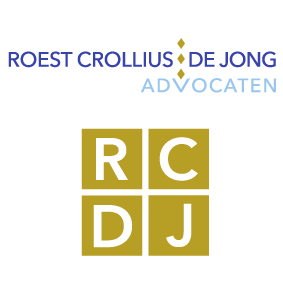 ROEST CROLLIUS DE JONG
ADVOCATEN
R C
D J